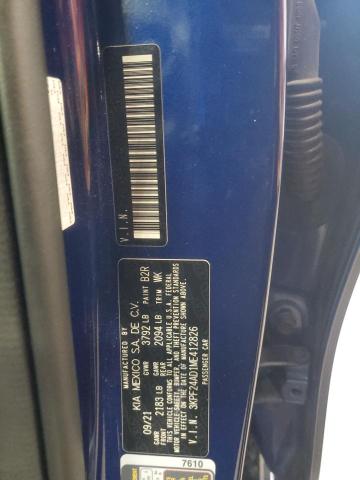 V.I.N.
MANUFACTURED BY
KIA MEXICO S.A. DE C.V.
09/21 GVWR 3792 LB PAINT B2R
GAWR FRONT 2183 LB GAWR REAR 2094 LB TRIM WK
THIS VEHICLE CONFORMS TO ALL APPLICABLE U.S.A. FEDERAL
MOTOR VEHICLE SAFETY, BUMPER, AND THEFT PREVENTION STANDARDS
IN EFFECT ON THE DATE OF MANUFACTURE SHOWN ABOVE.
V.I.N. 3KPF24AD1ME412826
PASSENGER CAR
7610